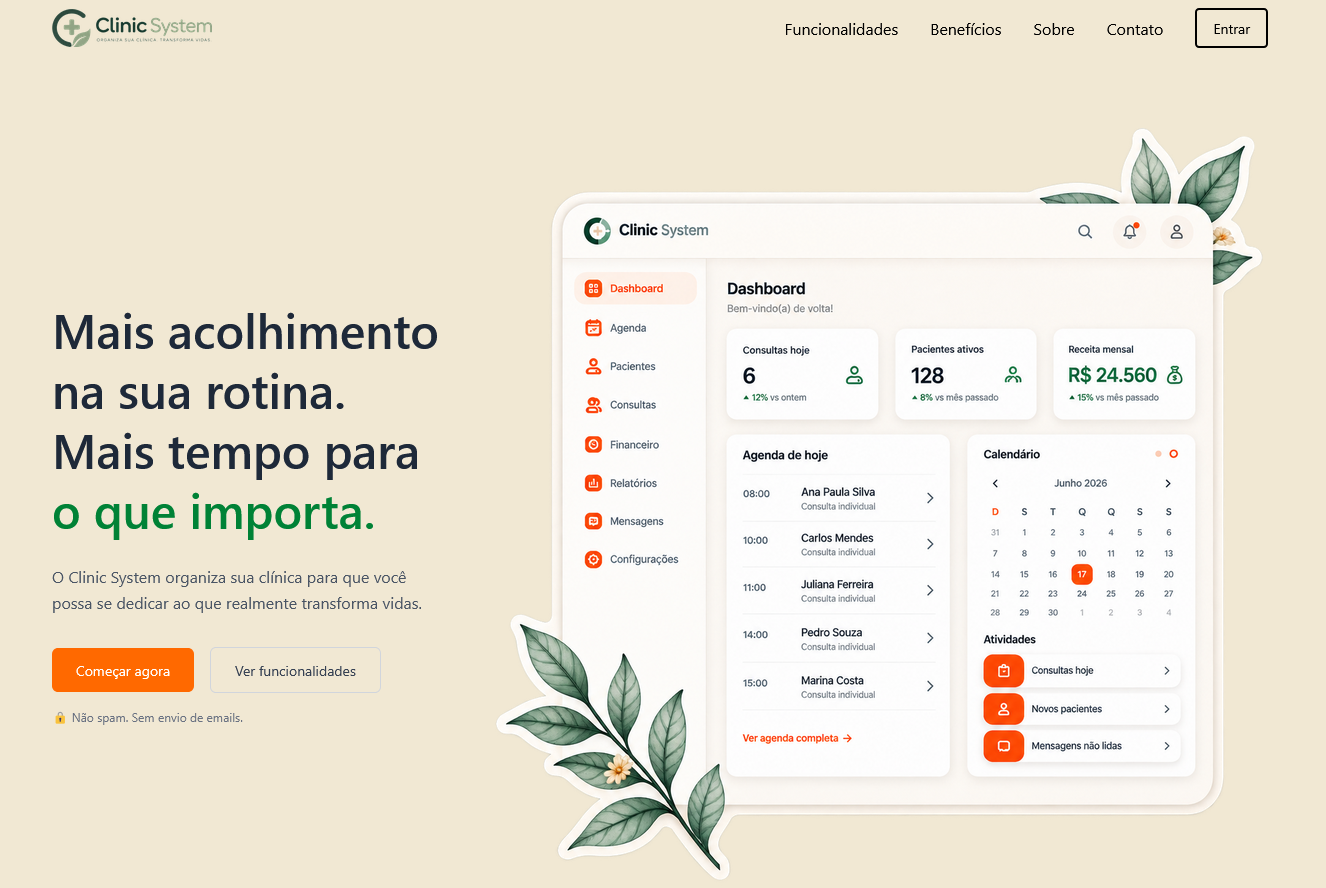 Clinic System
ORGANIZA SUA CLÍNICA. TRANSFORMA VIDAS.
Funcionalidades
Benefícios
Sobre
Contato
Entrar
Mais acolhimento
na sua rotina.
Mais tempo para
o que importa.
O Clinic System organiza sua clínica para que você
possa se dedicar ao que realmente transforma vidas.
Começar agora
Ver funcionalidades
Não spam. Sem envio de emails.
Clinic System
Dashboard
Agenda
Pacientes
Consultas
Financeiro
Relatórios
Mensagens
Configurações
Dashboard
Bem-vindo(a) de volta!
Consultas hoje
6
12% vs ontem
Pacientes ativos
128
8% vs mês passado
Receita mensal
R$ 24.560
15% vs mês passado
Agenda de hoje
08:00 Ana Paula Silva
Consulta individual
10:00 Carlos Mendes
Consulta individual
11:00 Juliana Ferreira
Consulta individual
14:00 Pedro Souza
Consulta individual
15:00 Marina Costa
Consulta individual
Ver agenda completa →
Calendário
Junho 2026
D S T Q Q S S
31 1 2 3 4 5 6
7 8 9 10 11 12 13
14 15 16 17 18 19 20
21 22 23 24 25 26 27
28 29 30 1 2 3 4
Atividades
Consultas hoje
Novos pacientes
Mensagens não lidas